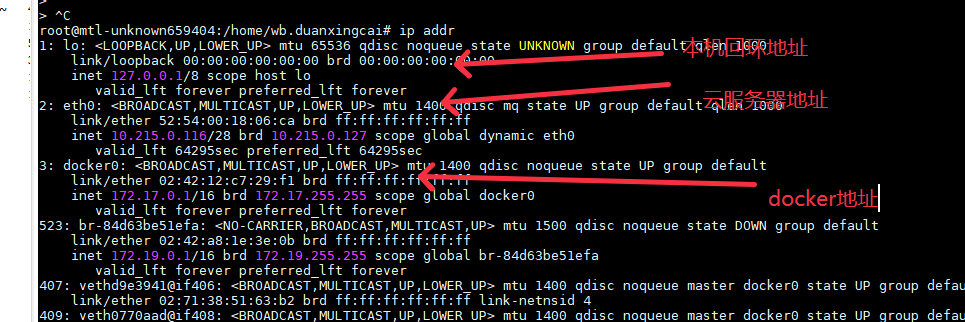 > ^C
root@mtl-unknown659404:/home/wb.duanxingcai# ip addr
1: lo: <LOOPBACK,UP,LOWER_UP> mtu 65536 qdisc noqueue state UNKNOWN group default qlen 1000
本机回环地址
link/loopback 00:00:00:00:00:00 brd 00:00:00:00:00:00
inet 127.0.0.1/8 scope host lo
valid_lft forever preferred_lft forever
云服务器地址
2: eth0: <BROADCAST,MULTICAST,UP,LOWER_UP> mtu 1400 qdisc mq state UP group default qlen 1000
link/ether 52:54:00:18:06:ca brd ff:ff:ff:ff:ff:ff
inet 10.215.0.116/28 brd 10.215.0.127 scope global dynamic eth0
valid_lft 64295sec preferred_lft 64295sec
3: docker0: <BROADCAST,MULTICAST,UP,LOWER_UP> mtu 1400 qdisc noqueue state UP group default
link/ether 02:42:12:c7:29:f1 brd ff:ff:ff:ff:ff:ff
docker地址
inet 172.17.0.1/16 brd 172.17.255.255 scope global docker0
valid_lft forever preferred_lft forever
523: br-84d63be51efa: <NO-CARRIER,BROADCAST,MULTICAST,UP> mtu 1500 qdisc noqueue state DOWN group default
link/ether 02:42:a8:1e:3e:0b brd ff:ff:ff:ff:ff:ff
inet 172.19.0.1/16 brd 172.19.255.255 scope global br-84d63be51efa
valid_lft forever preferred_lft forever
407: vethd9e3941@if406: <BROADCAST,MULTICAST,UP,LOWER_UP> mtu 1400 qdisc noqueue master docker0 state UP group defa
link/ether 02:71:38:51:63:b2 brd ff:ff:ff:ff:ff:ff link-netnsid 4
409: veth0770aad@if408: <BROADCAST,MULTICAST,UP,LOWER_UP> mtu 1400 qdisc noqueue master docker0 state UP group defa